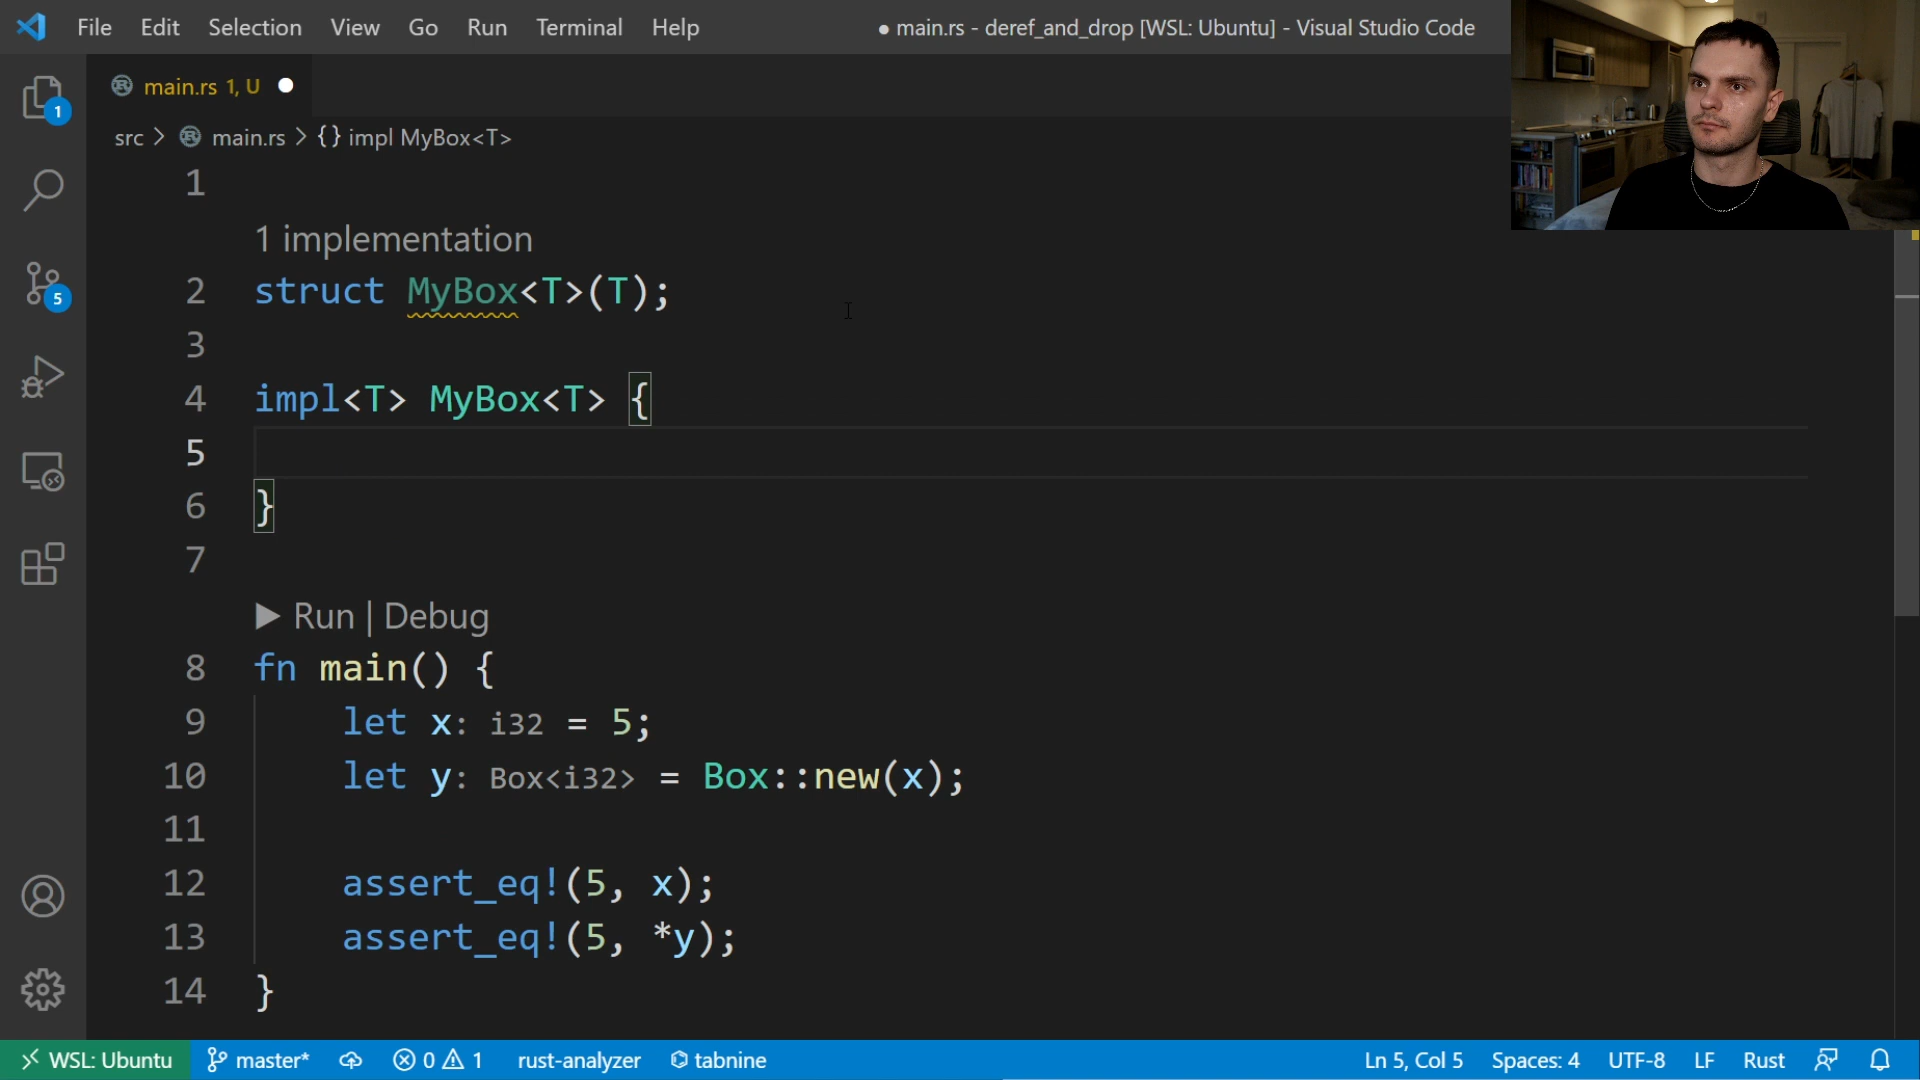 File Edit Selection View Go Run Terminal Help ● main.rs - deref_and_drop [WSL: Ubuntu] - Visual Studio Code
main.rs 1, U ●
1
src > main.rs > {} impl MyBox<T>
1
1 implementation
2 struct MyBox<T>(T);
5
3
4 impl<T> MyBox<T> {
5
6 }
7
▶ Run | Debug
8 fn main() {
9 let x: i32 = 5;
10 let y: Box<i32> = Box::new(x);
11
12 assert_eq!(5, x);
13 assert_eq!(5, *y);
14 }
WSL: Ubuntu master* 0 1 rust-analyzer tabnine Ln 5, Col 5 Spaces: 4 UTF-8 LF Rust